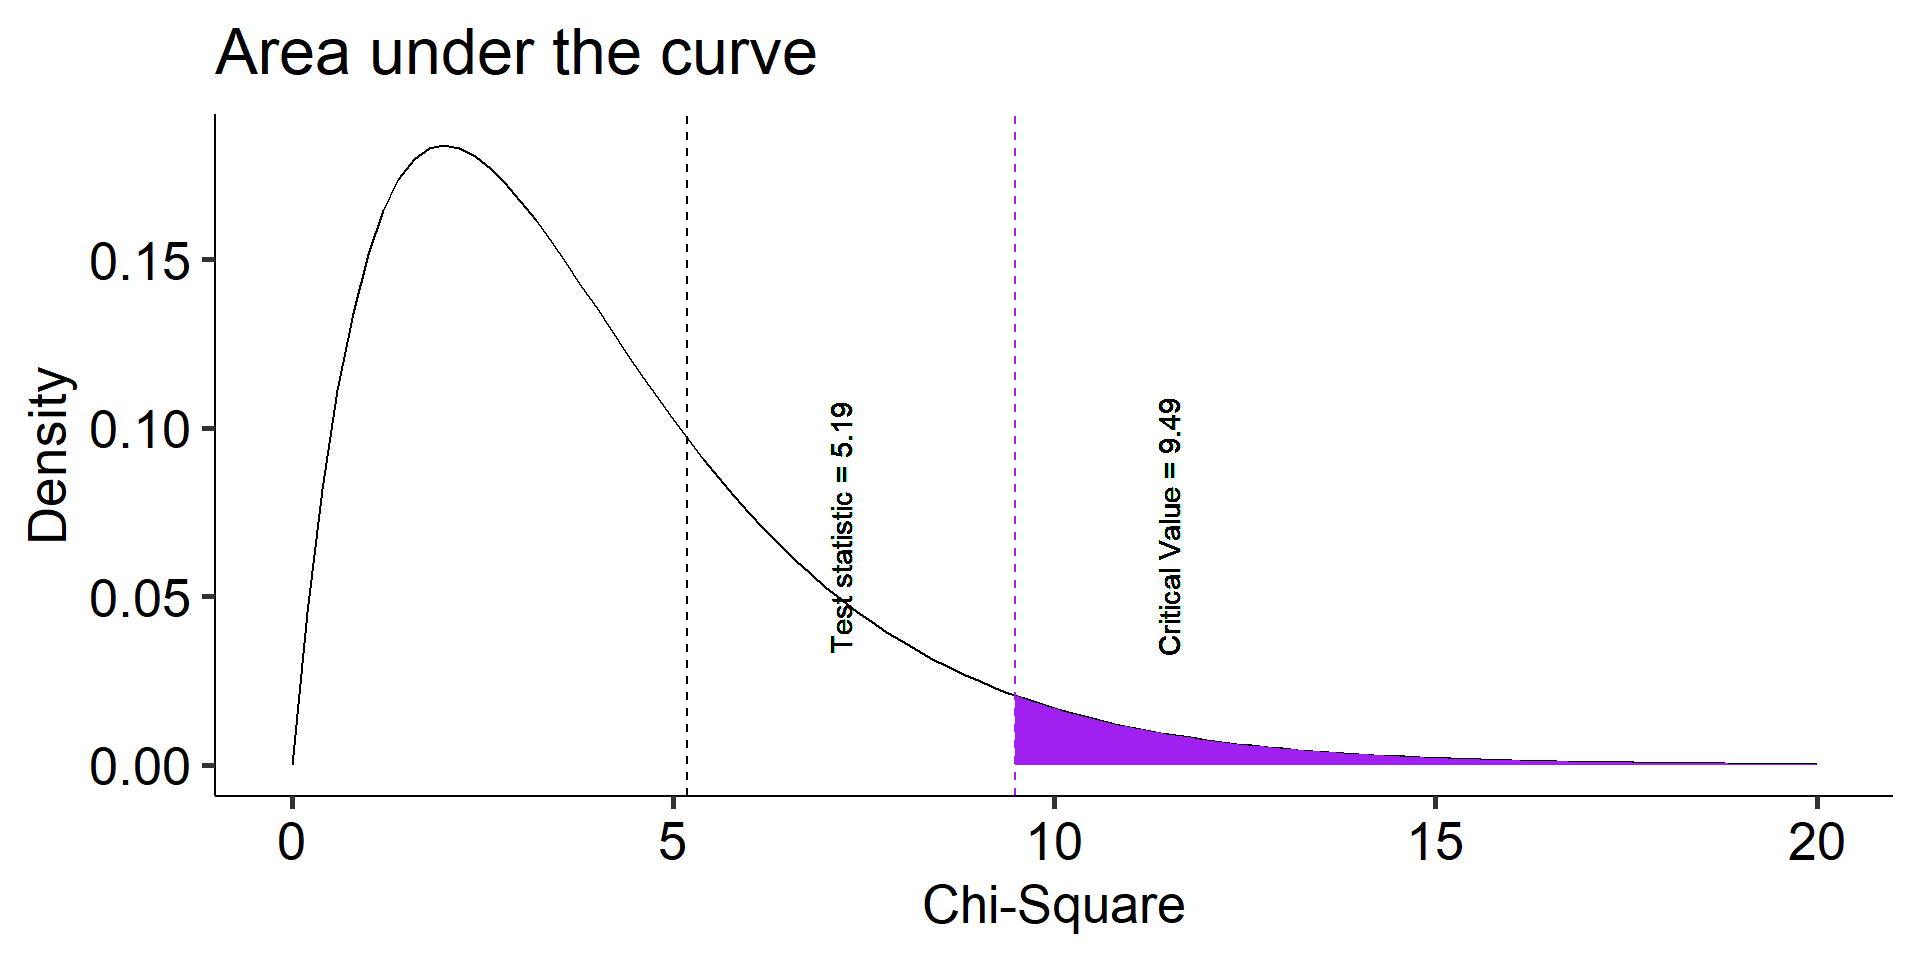 Area under the curve
Density
0.15
0.10
0.05
0.00
Test statistic = 5.19
Critical Value = 9.49
0 5 10 15 20
Chi-Square